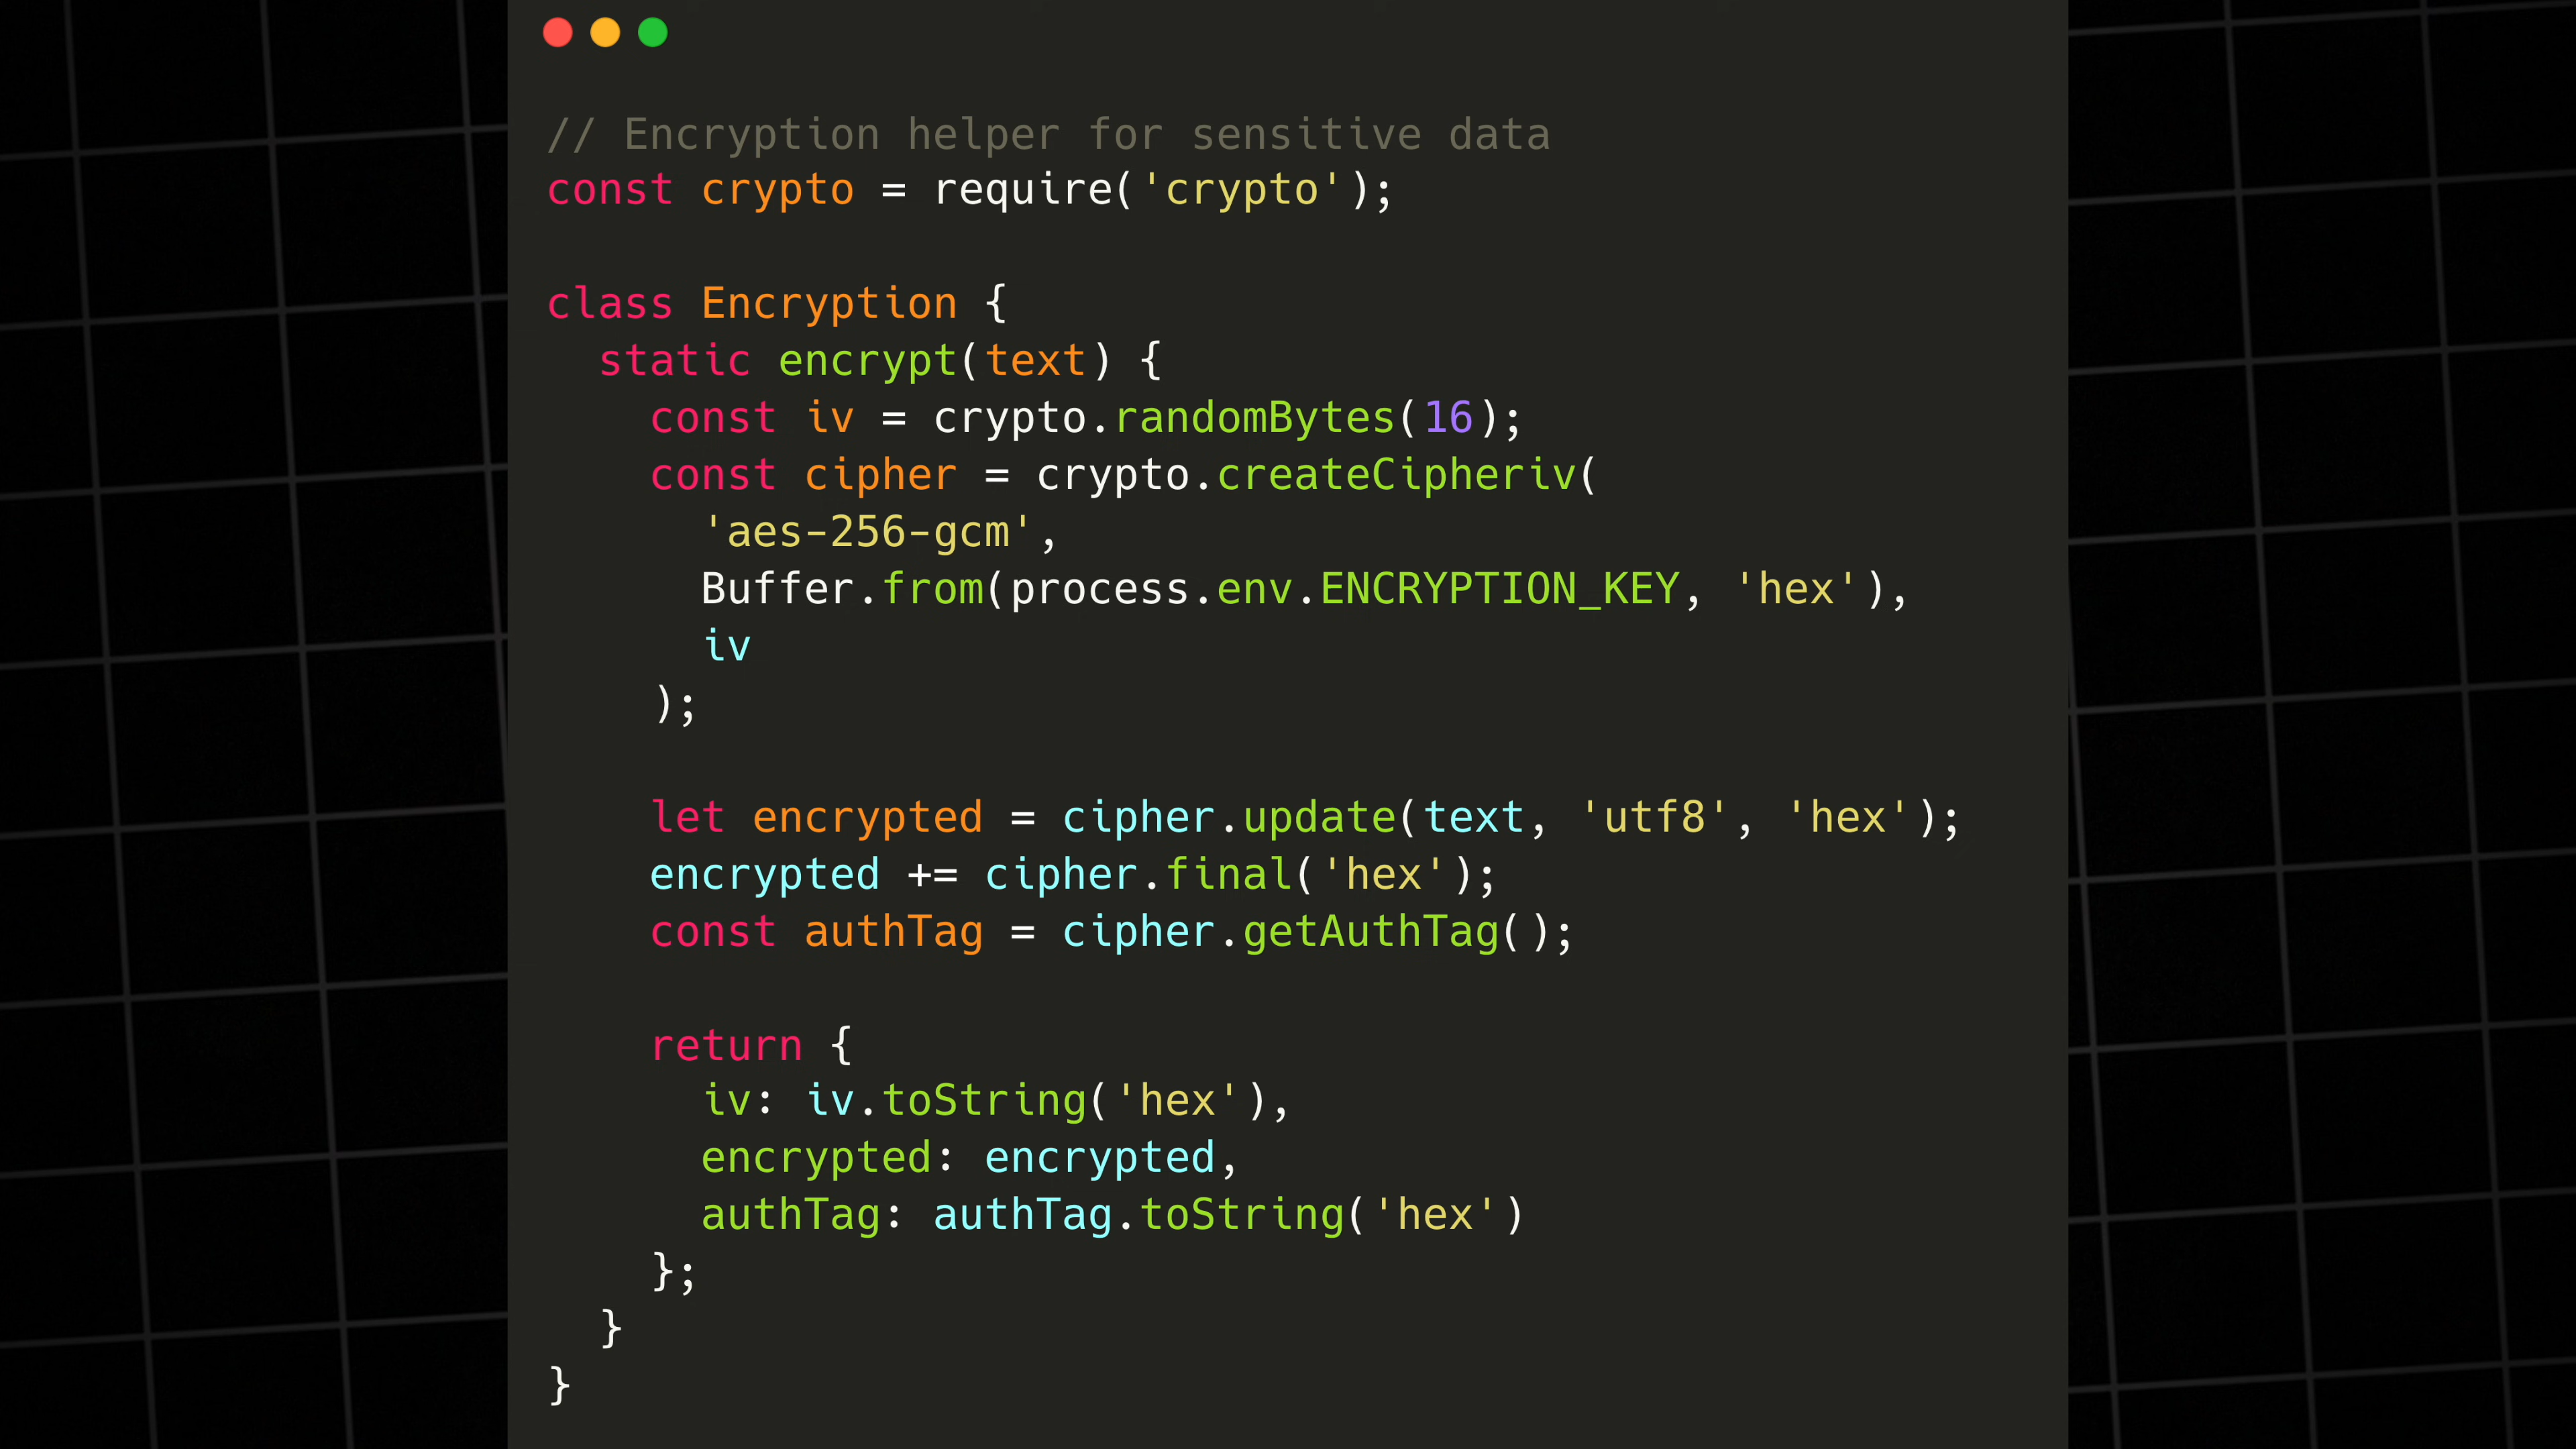 // Encryption helper for sensitive data
const crypto = require('crypto');
class Encryption {
static encrypt(text) {
const iv = crypto.randomBytes(16);
const cipher = crypto.createCipheriv(
'aes-256-gcm',
Buffer.from(process.env.ENCRYPTION_KEY, 'hex'),
iv
);
let encrypted = cipher.update(text, 'utf8', 'hex');
encrypted += cipher.final('hex');
const authTag = cipher.getAuthTag();
return {
iv: iv.toString('hex'),
encrypted: encrypted,
authTag: authTag.toString('hex')
};
}
}